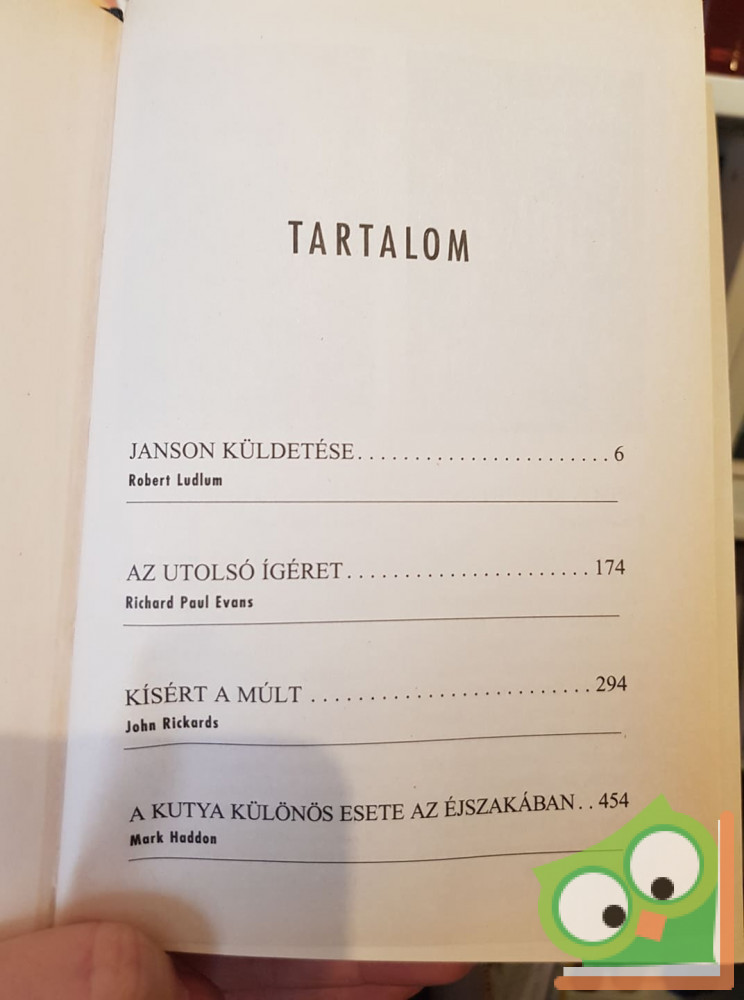 TARTALOM
JANSON KÜLDETÉSE.......................6
Robert Ludlum
AZ UTOLSÓ ÍGÉRET......................174
Richard Paul Evans
KÍSÉRT A MÚLT.........................294
John Rickards
A KUTYA KÜLÖNÖS ESETE AZ ÉJSZAKÁBAN..454
Mark Haddon